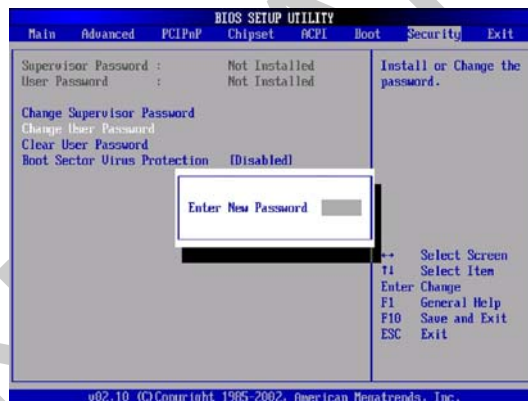 BIOS SETUP UTILITY
Main Advanced PCIPnP Chipset ACPI Boot Security Exit
Supervisor Password : Not Installed
User Password : Not Installed
Change Supervisor Password
Change User Password
Clear User Password
Boot Sector Virus Protection [Disabled]
Install or Change the
password.
Enter New Password
↔ Select Screen
↑↓ Select Item
Enter Change
F1 General Help
F10 Save and Exit
ESC Exit
v02.10 (C)Copyright 1985-2002, American Megatrends, Inc.